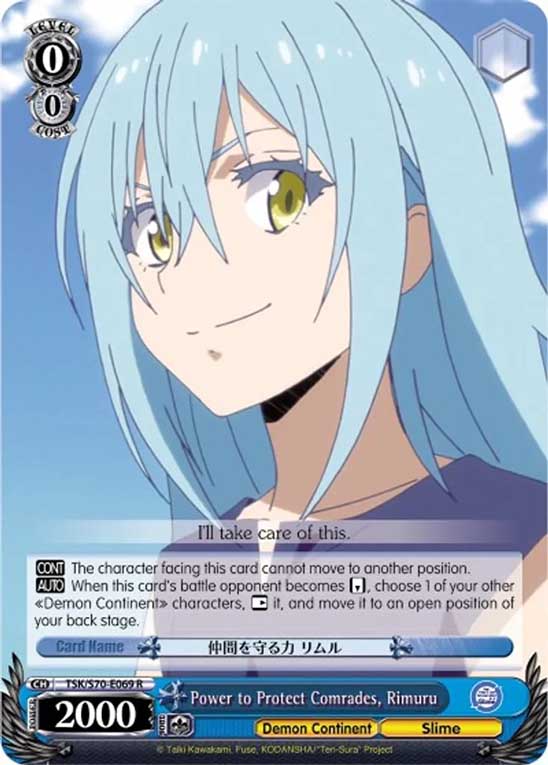 LEVEL
0
0
COST
I'll take care of this.
CONT The character facing this card cannot move to another position.
AUTO When this card's battle opponent becomes , choose 1 of your other
«Demon Continent» characters, it, and move it to an open position of
your back stage.
Card Name 仲間を守る力 リムル
CH TSK/S70-E069 R
Power to Protect Comrades, Rimuru
POWER 2000
Demon Continent Slime
© Taiki Kawakami, Fuse, KODANSHA/"Ten-Sura" Project